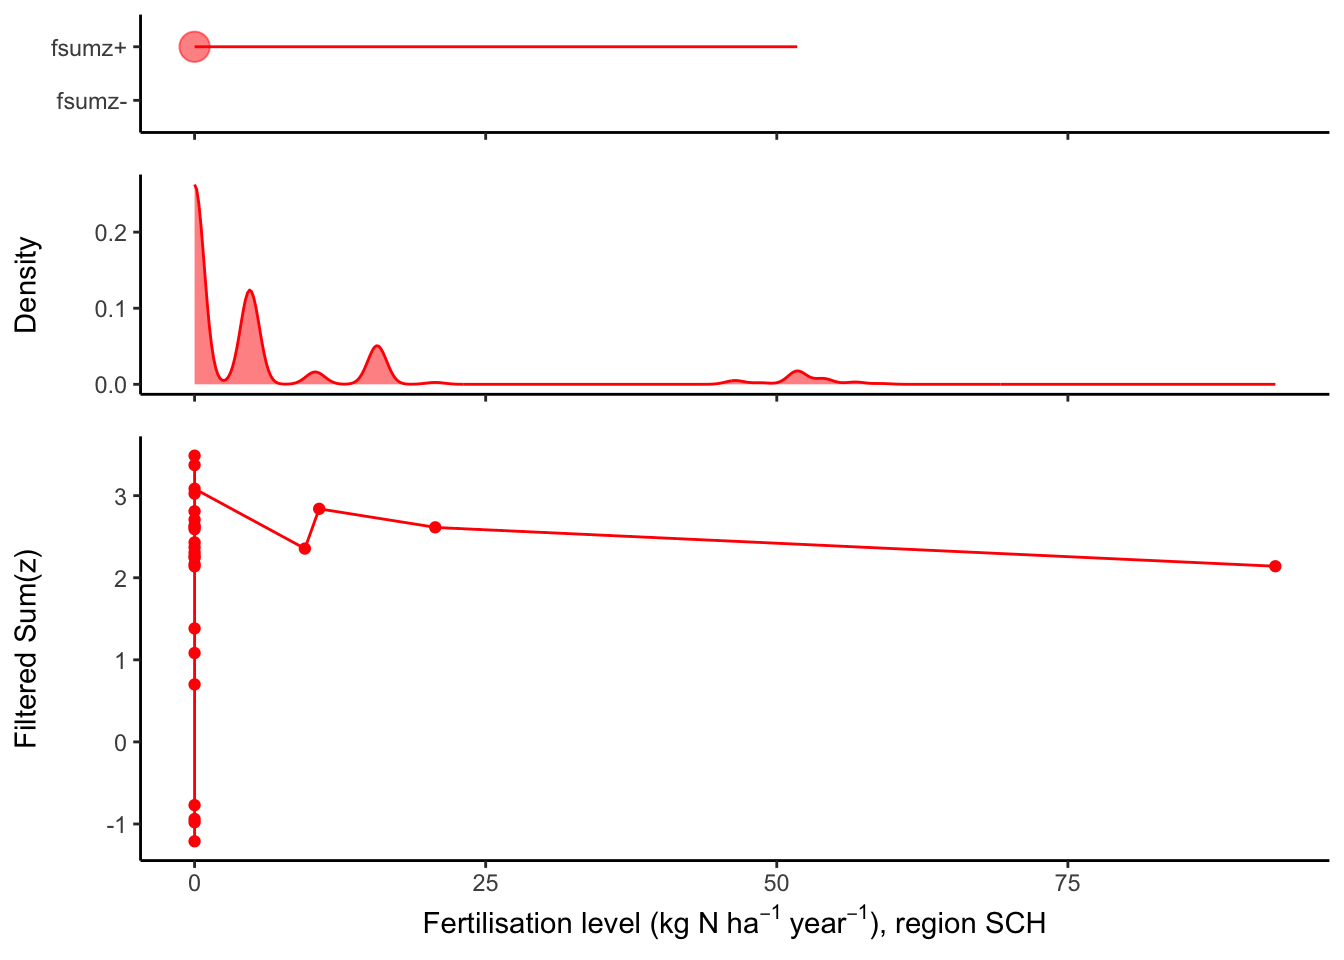 fsumz+
fsumz-
Density
0.2
0.1
0.0
Filtered Sum(z)
3
2
1
0
-1
0 25 50 75
Fertilisation level (kg N ha⁻¹ year⁻¹), region SCH